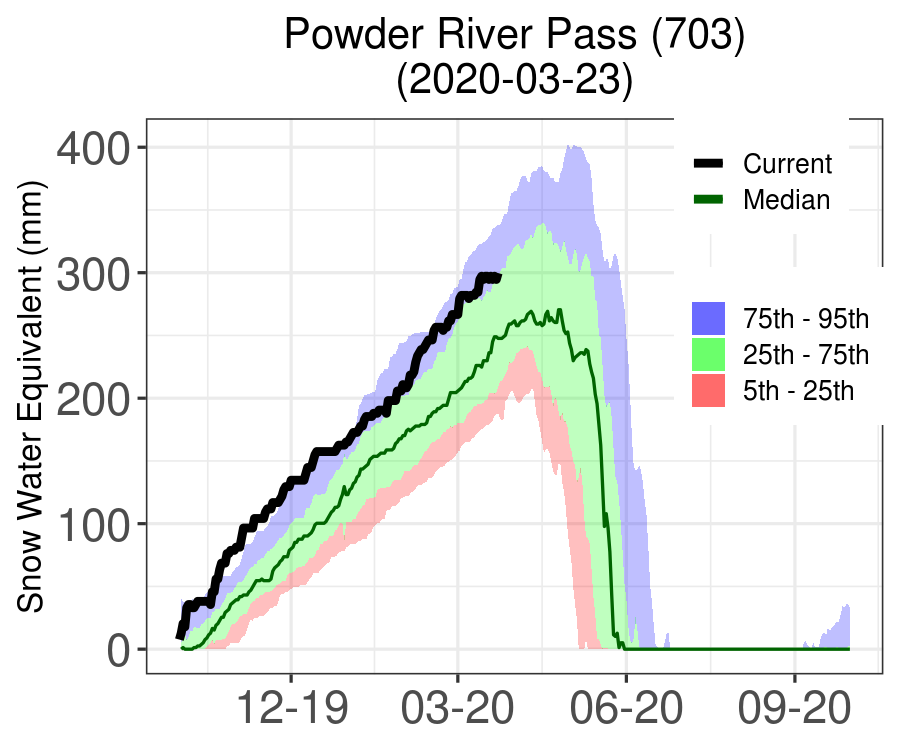 Powder River Pass (703)
(2020-03-23)
Snow Water Equivalent (mm)
400
300
200
100
0
12-19
03-20
06-20
09-20
Current
Median
75th - 95th
25th - 75th
5th - 25th